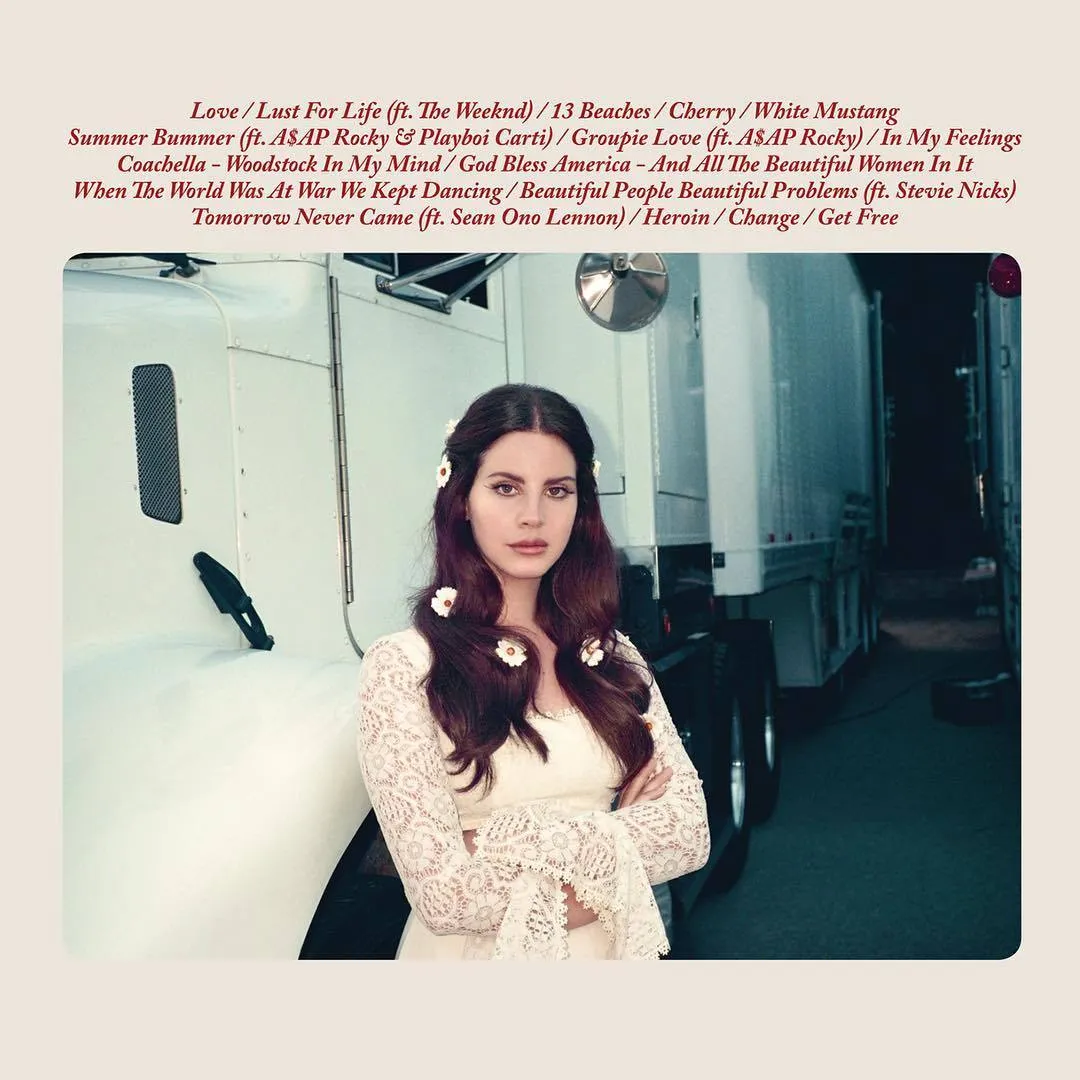 Love / Lust For Life (ft. The Weeknd) / 13 Beaches / Cherry / White Mustang
Summer Bummer (ft. A$AP Rocky & Playboi Carti) / Groupie Love (ft. A$AP Rocky) / In My Feelings
Coachella – Woodstock In My Mind / God Bless America – And All The Beautiful Women In It
When The World Was At War We Kept Dancing / Beautiful People Beautiful Problems (ft. Stevie Nicks)
Tomorrow Never Came (ft. Sean Ono Lennon) / Heroin / Change / Get Free